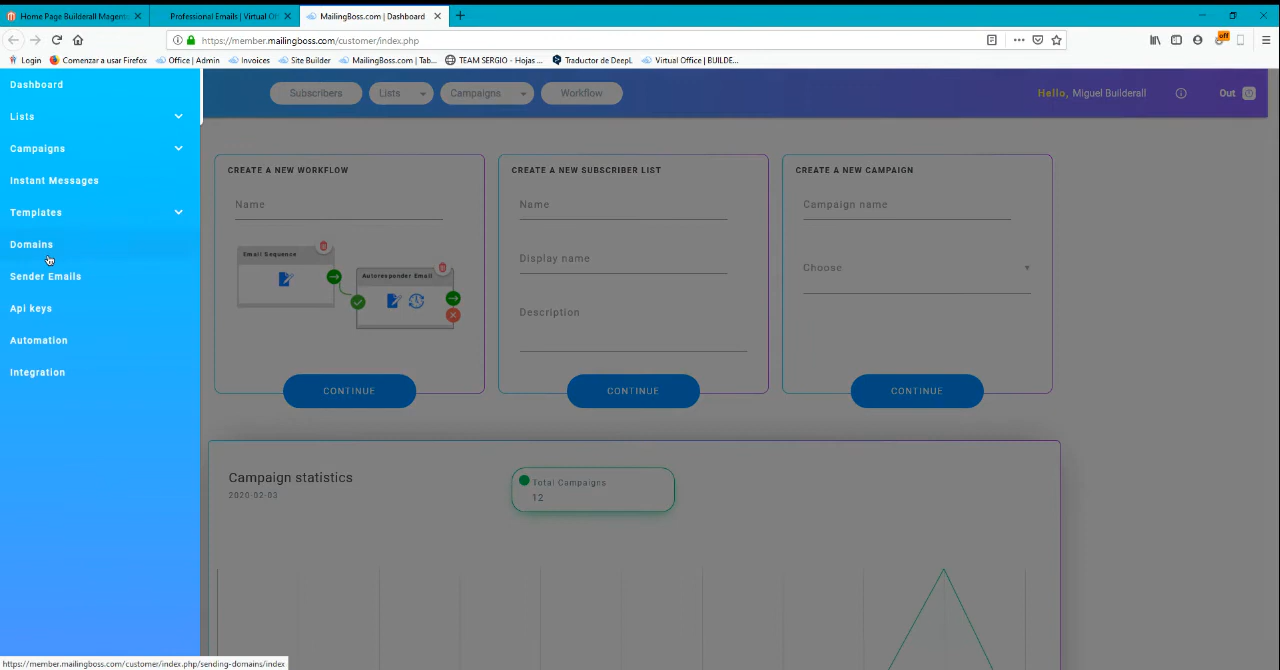 Home Page Builderall Magenta
Professional Emails | Virtual Of
MailingBoss.com | Dashboard
https://member.mailingboss.com/customer/index.php
off
Login
Comenzar a usar Firefox
Office | Admin
Invoices
Site Builder
MailingBoss.com | Tab...
TEAM SERGIO - Hojas ...
Traductor de DeepL
Virtual Office | BUILDE...
Dashboard
Lists
Campaigns
Instant Messages
Templates
Domains
Sender Emails
Api keys
Automation
Integration
Subscribers
Lists
Campaigns
Workflow
Hello, Miguel Builderall
Out
CREATE A NEW WORKFLOW
Name
Email Sequence
Autoresponder Email
CONTINUE
CREATE A NEW SUBSCRIBER LIST
Name
Display name
Description
CONTINUE
CREATE A NEW CAMPAIGN
Campaign name
Choose
CONTINUE
Campaign statistics
2020-02-03
Total Campaigns
12
https://member.mailingboss.com/customer/index.php/sending-domains/index